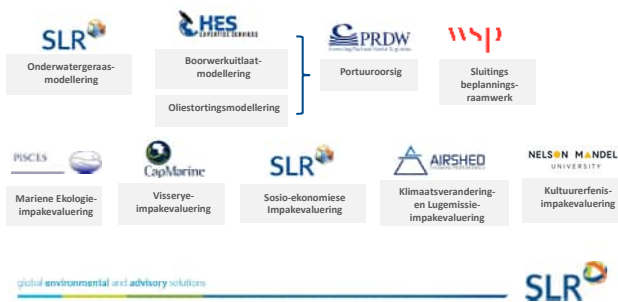 SLR
Onderwatergeraas-
modellering
HES
EXPERTISE SERVICES
Boorwerkuitlaat-
modellering
Oliestortingsmodellering
PRDW
Portuuroorsig
wsp
Sluitings
beplannings-
raamwerk
PISCES
Mariene Ekologie-
impakevaluering
CapMarine
Visserye-
impakevaluering
SLR
Sosio-ekonomiese
Impakevaluering
AIRSHED
Klimaatsverandering-
en Lugemissie-
impakevaluering
NELSON MANDEL
UNIVERSITY
Kultuurerfenis-
impakevaluering
global environmental and advisory solutions
SLR